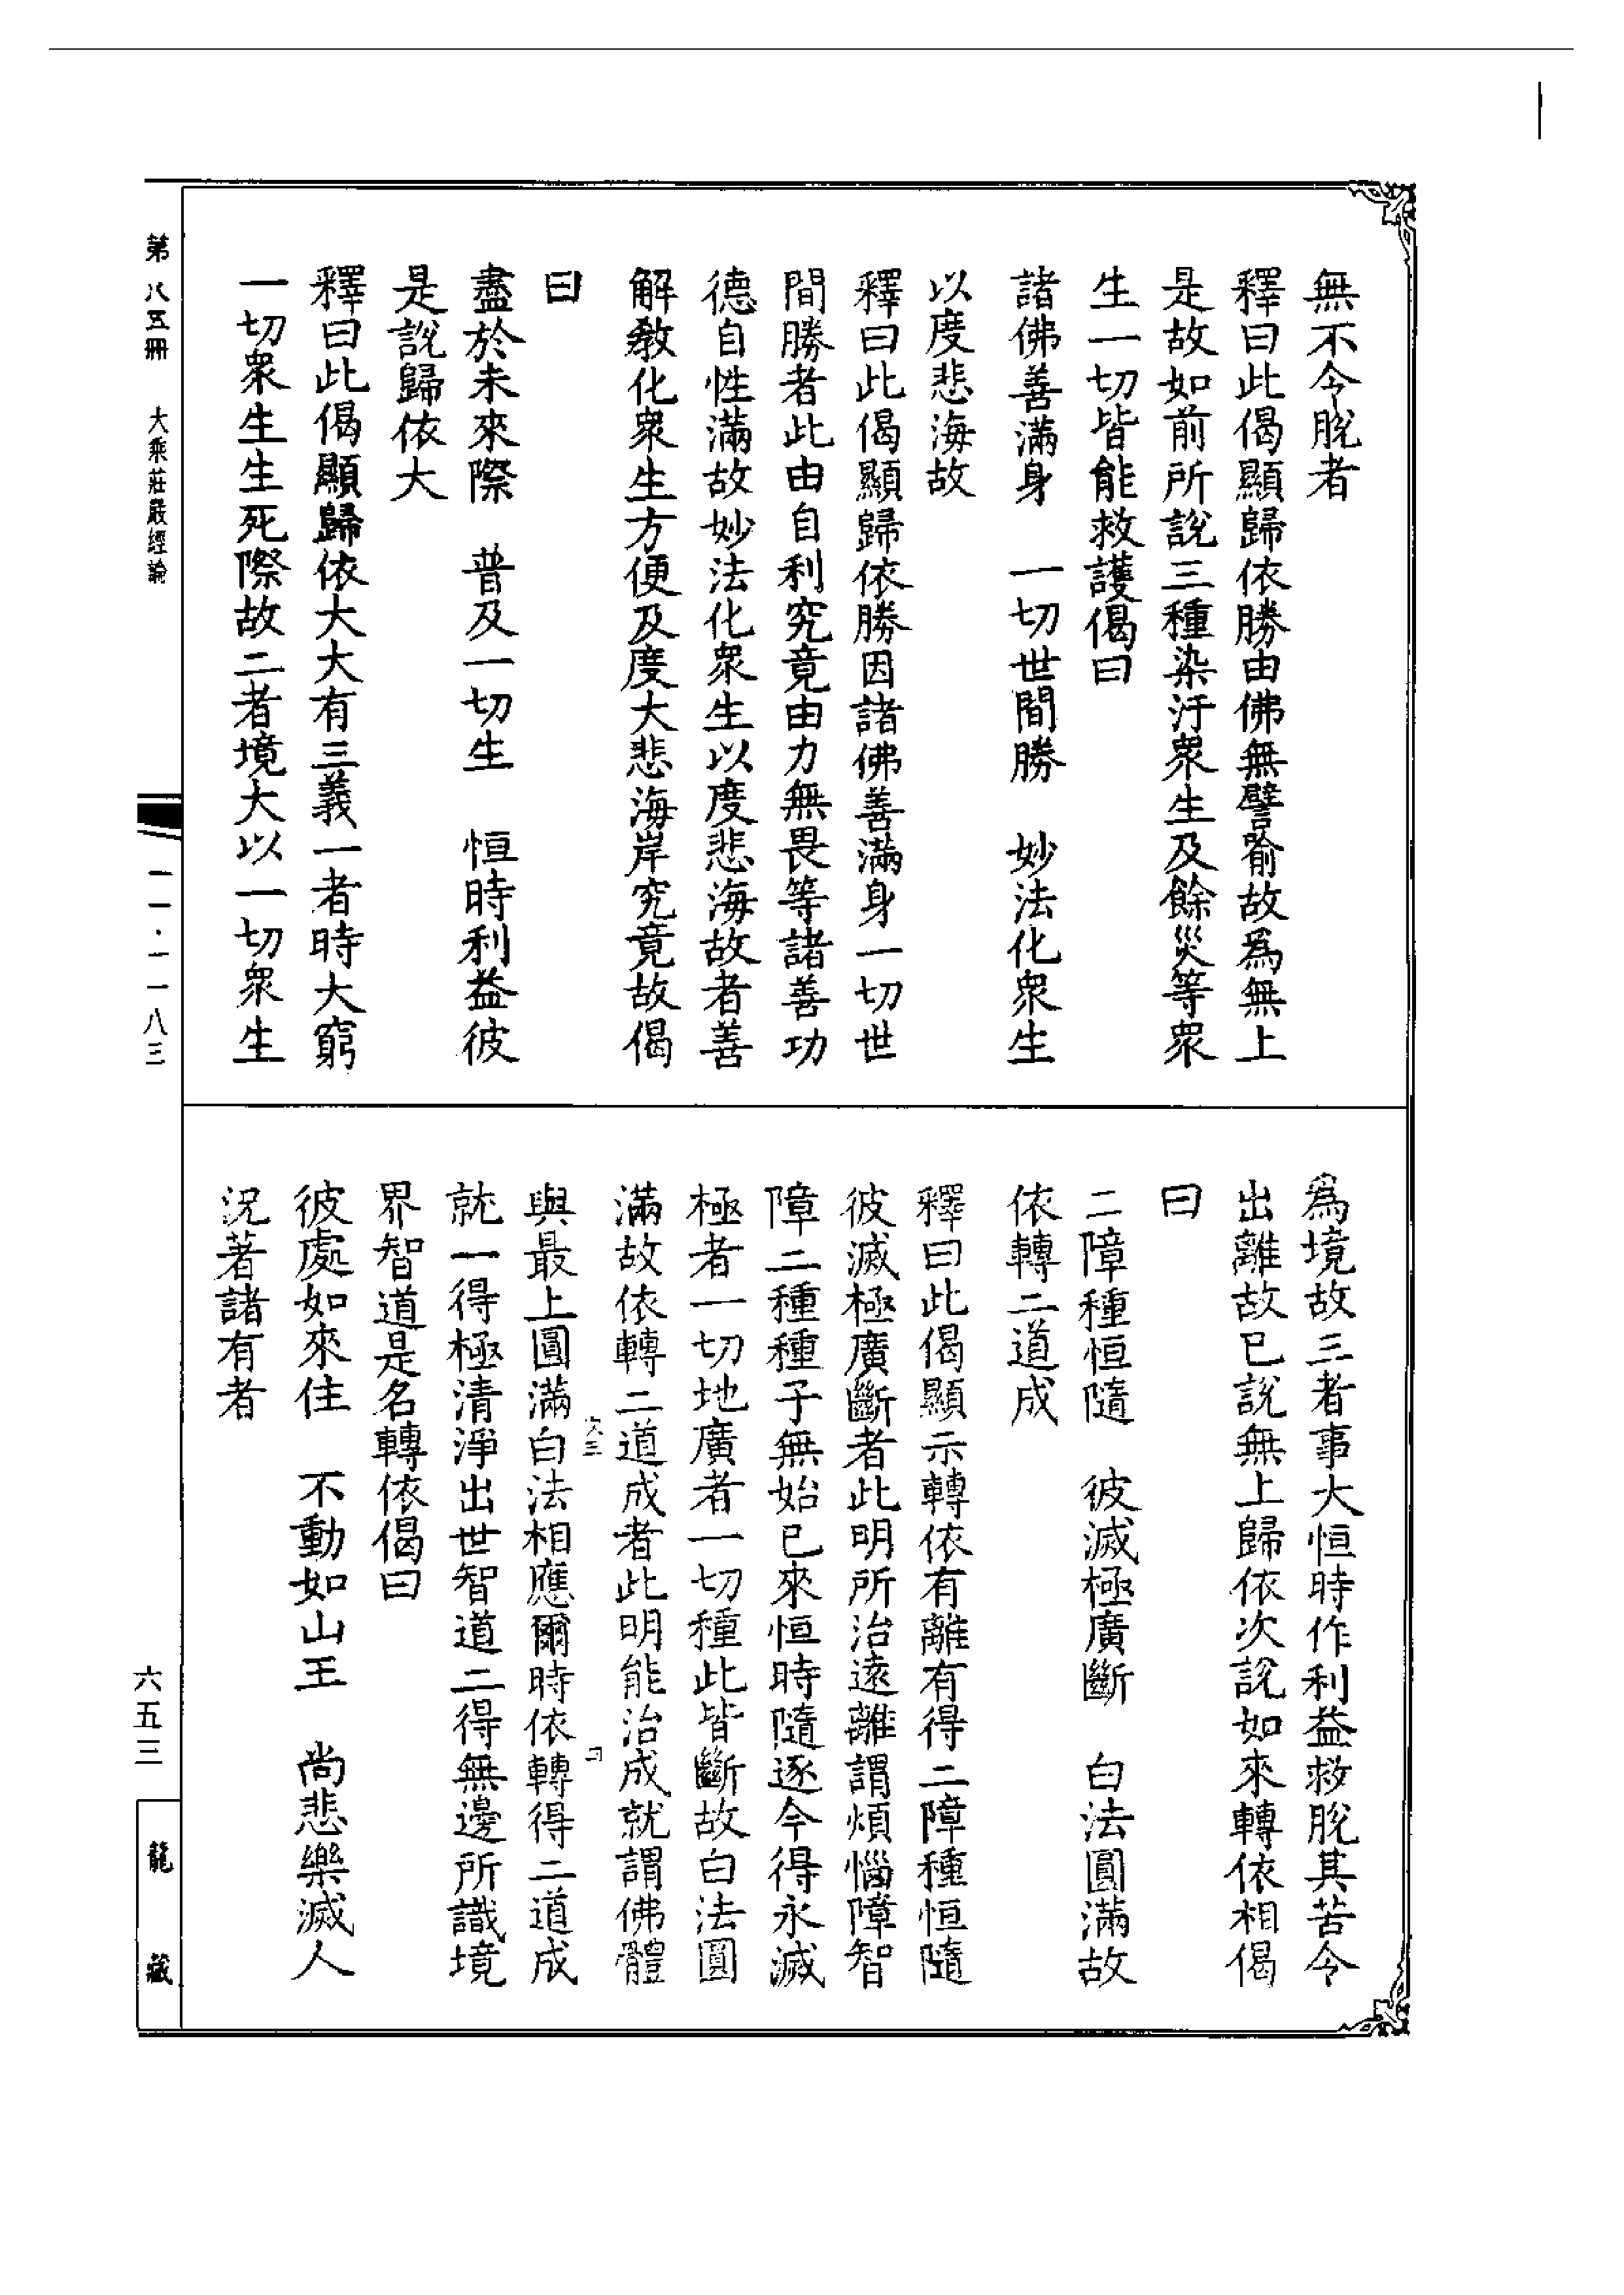 無不令脫者
釋曰此偈顯歸依勝由佛無譬喻故爲無上
是故如前所說三種染汙衆生及餘災等衆
生一切皆能救護偈曰
諸佛善滿身　一切世間勝　妙法化衆生
以度悲海故
釋曰此偈顯歸依勝因諸佛善滿身一切世
間勝者此由自利究竟由力無畏等諸善功
德自性滿故妙法化衆生以度悲海故者善
解教化衆生方便及度大悲海岸究竟故偈
曰
盡於未來際　普及一切生　恒時利益彼
是說歸依大
釋曰此偈顯歸依大大有三義一者時大窮
一切衆生生死際故二者境大以一切衆生
爲境故三者事大恒時作利益救脫其苦令
出離故已說無上歸依次說如來轉依相偈
曰
二障種恒隨　彼滅極廣斷　白法圓滿故
依轉二道成
釋曰此偈顯示轉依有離有得二障種恒隨
彼滅極廣斷者此明所治遠離謂煩惱障智
障二種種子無始已來恒時隨逐今得永滅
極者一切地廣者一切種此皆斷故白法圓
滿故依轉二道成者此明能治成就謂佛體
與最上圓滿白法相應爾時依轉得二道成
就一得極清淨出世智道二得無邊所識境
界智道是名轉依偈曰
彼處如來住　不動如山王　尚悲樂滅人
況著諸有者
第八五冊　大乘莊嚴經論
一一·一一八三
六五三
龍藏